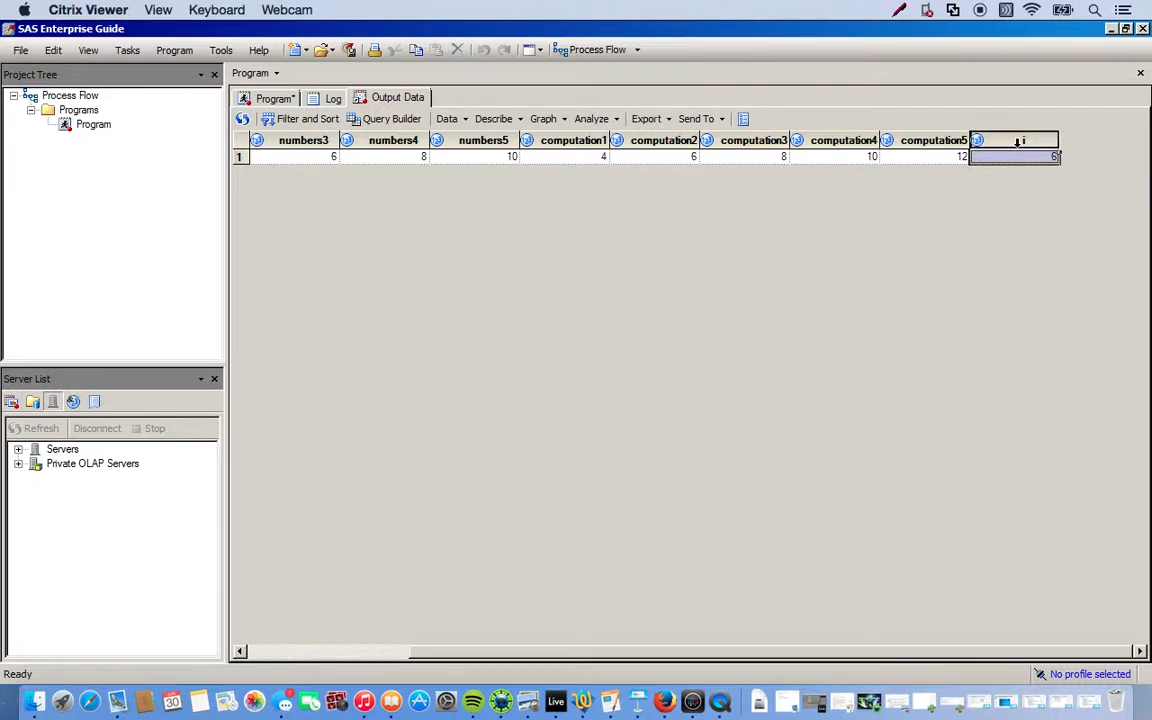 Citrix Viewer View Keyboard Webcam
SAS Enterprise Guide
File Edit View Tasks Program Tools Help Process Flow
Project Tree
Process Flow
Programs
Program
Program
Program* Log Output Data
Filter and Sort Query Builder Data Describe Graph Analyze Export Send To
numbers3 numbers4 numbers5 computation1 computation2 computation3 computation4 computation5 i
1 6 8 10 4 6 8 10 12 6
Server List
Refresh Disconnect Stop
Servers
Private OLAP Servers
Ready No profile selected
30 Live